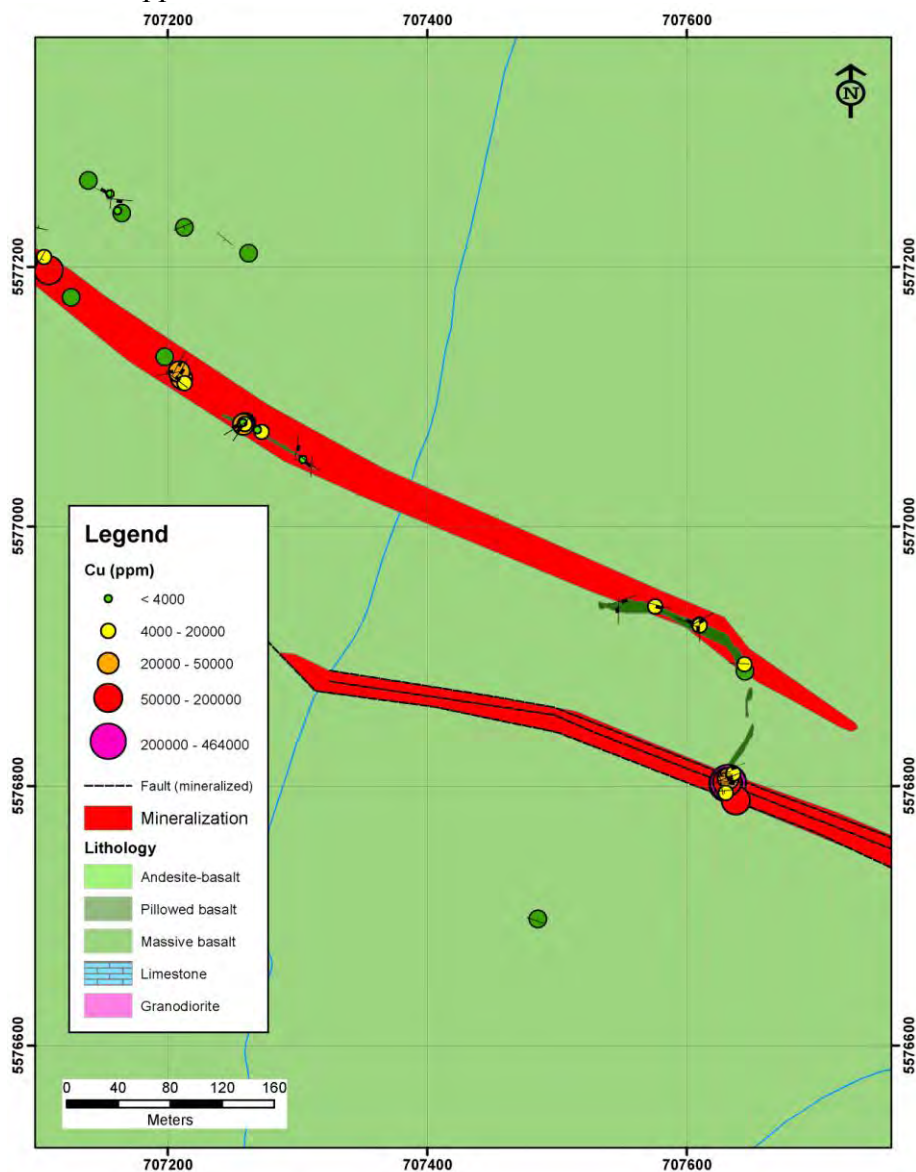 707200 707400 707600
N
5577200 5577200
5577000 5577000
Legend
Cu (ppm)
< 4000
4000 - 20000
20000 - 50000
50000 - 200000
200000 - 464000
Fault (mineralized)
Mineralization
Lithology
Andesite-basalt
Pillowed basalt
Massive basalt
Limestone
Granodiorite
5576800 5576800
5576600 5576600
0 40 80 120 160
Meters
707200 707400 707600